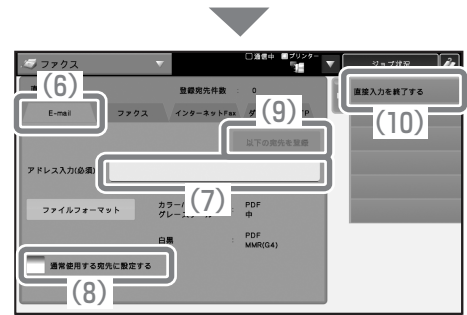 ファクス
通信中 プリンター
ジョブ状況
(6)
登録宛先件数 : 0
(9)
直接入力を終了する
E-mail ファクス インターネットFax
(10)
以下の宛先を登録
アドレス入力(必須)
(7)
ファイルフォーマット
カラー/
グレー
: PDF
中
白黒 : PDF
MMR(G4)
通常使用する宛先に設定する
(8)